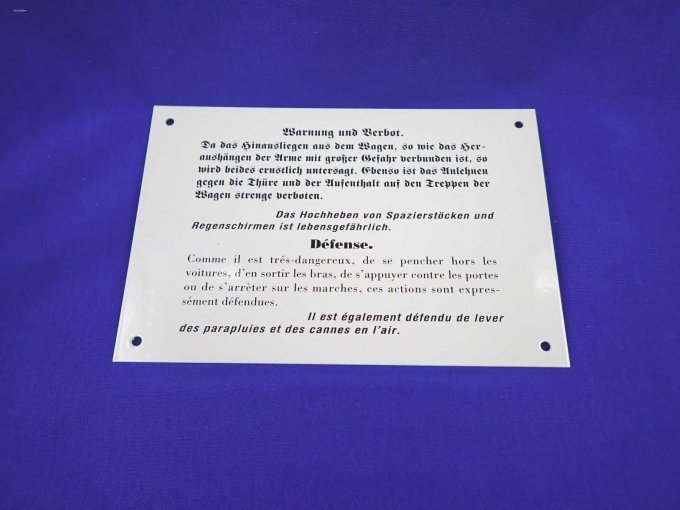 Warnung und Verbot.
Da das Hinausliegen aus dem Wagen, so wie das Her-
aushängen der Arme mit großer Gefahr verbunden ist, so
wird beides ernstlich untersagt. Ebenso ist das Anlehnen
gegen die Thüre und der Aufenthalt auf den Treppen der
Wagen strenge verboten.
Das Hochheben von Spazierstöcken und
Regenschirmen ist lebensgefährlich.
Défense.
Comme il est trés-dangereux, de se pencher hors les
voitures, d'en sortir les bras, de s'appuyer contre les portes
ou de s'arrèter sur les marches, ces actions sont expres-
sément défendues.
Il est également défendu de lever
des parapluies et des cannes en l'air.